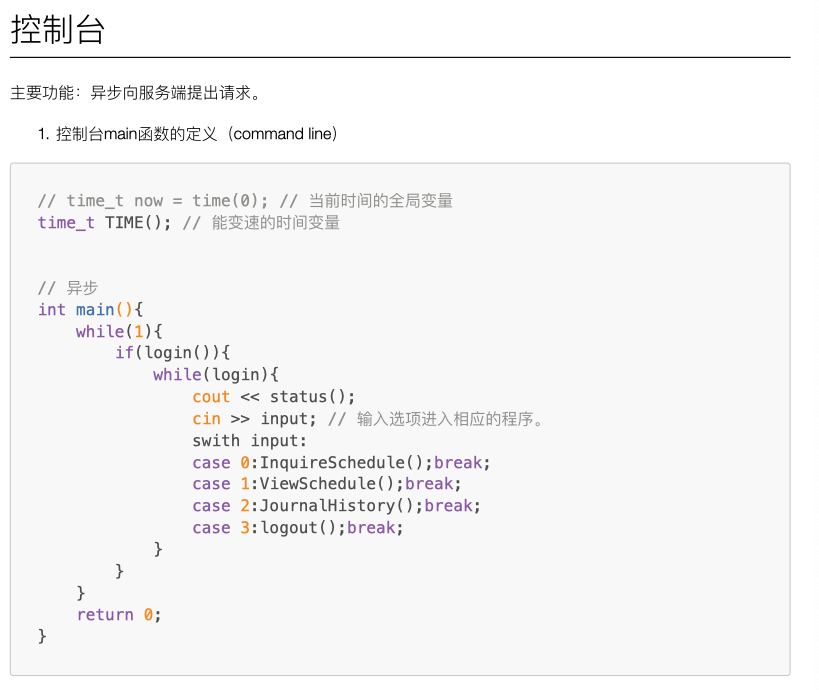 控制台
主要功能：异步向服务端提出请求。
1. 控制台main函数的定义（command line）
// time_t now = time(0); // 当前时间的全局变量
time_t TIME(); // 能变速的时间变量
// 异步
int main(){
while(1){
if(login()){
while(login){
cout << status();
cin >> input; // 输入选项进入相应的程序。
swith input:
case 0:InquireSchedule();break;
case 1:ViewSchedule();break;
case 2:JournalHistory();break;
case 3:logout();break;
}
}
}
return 0;
}